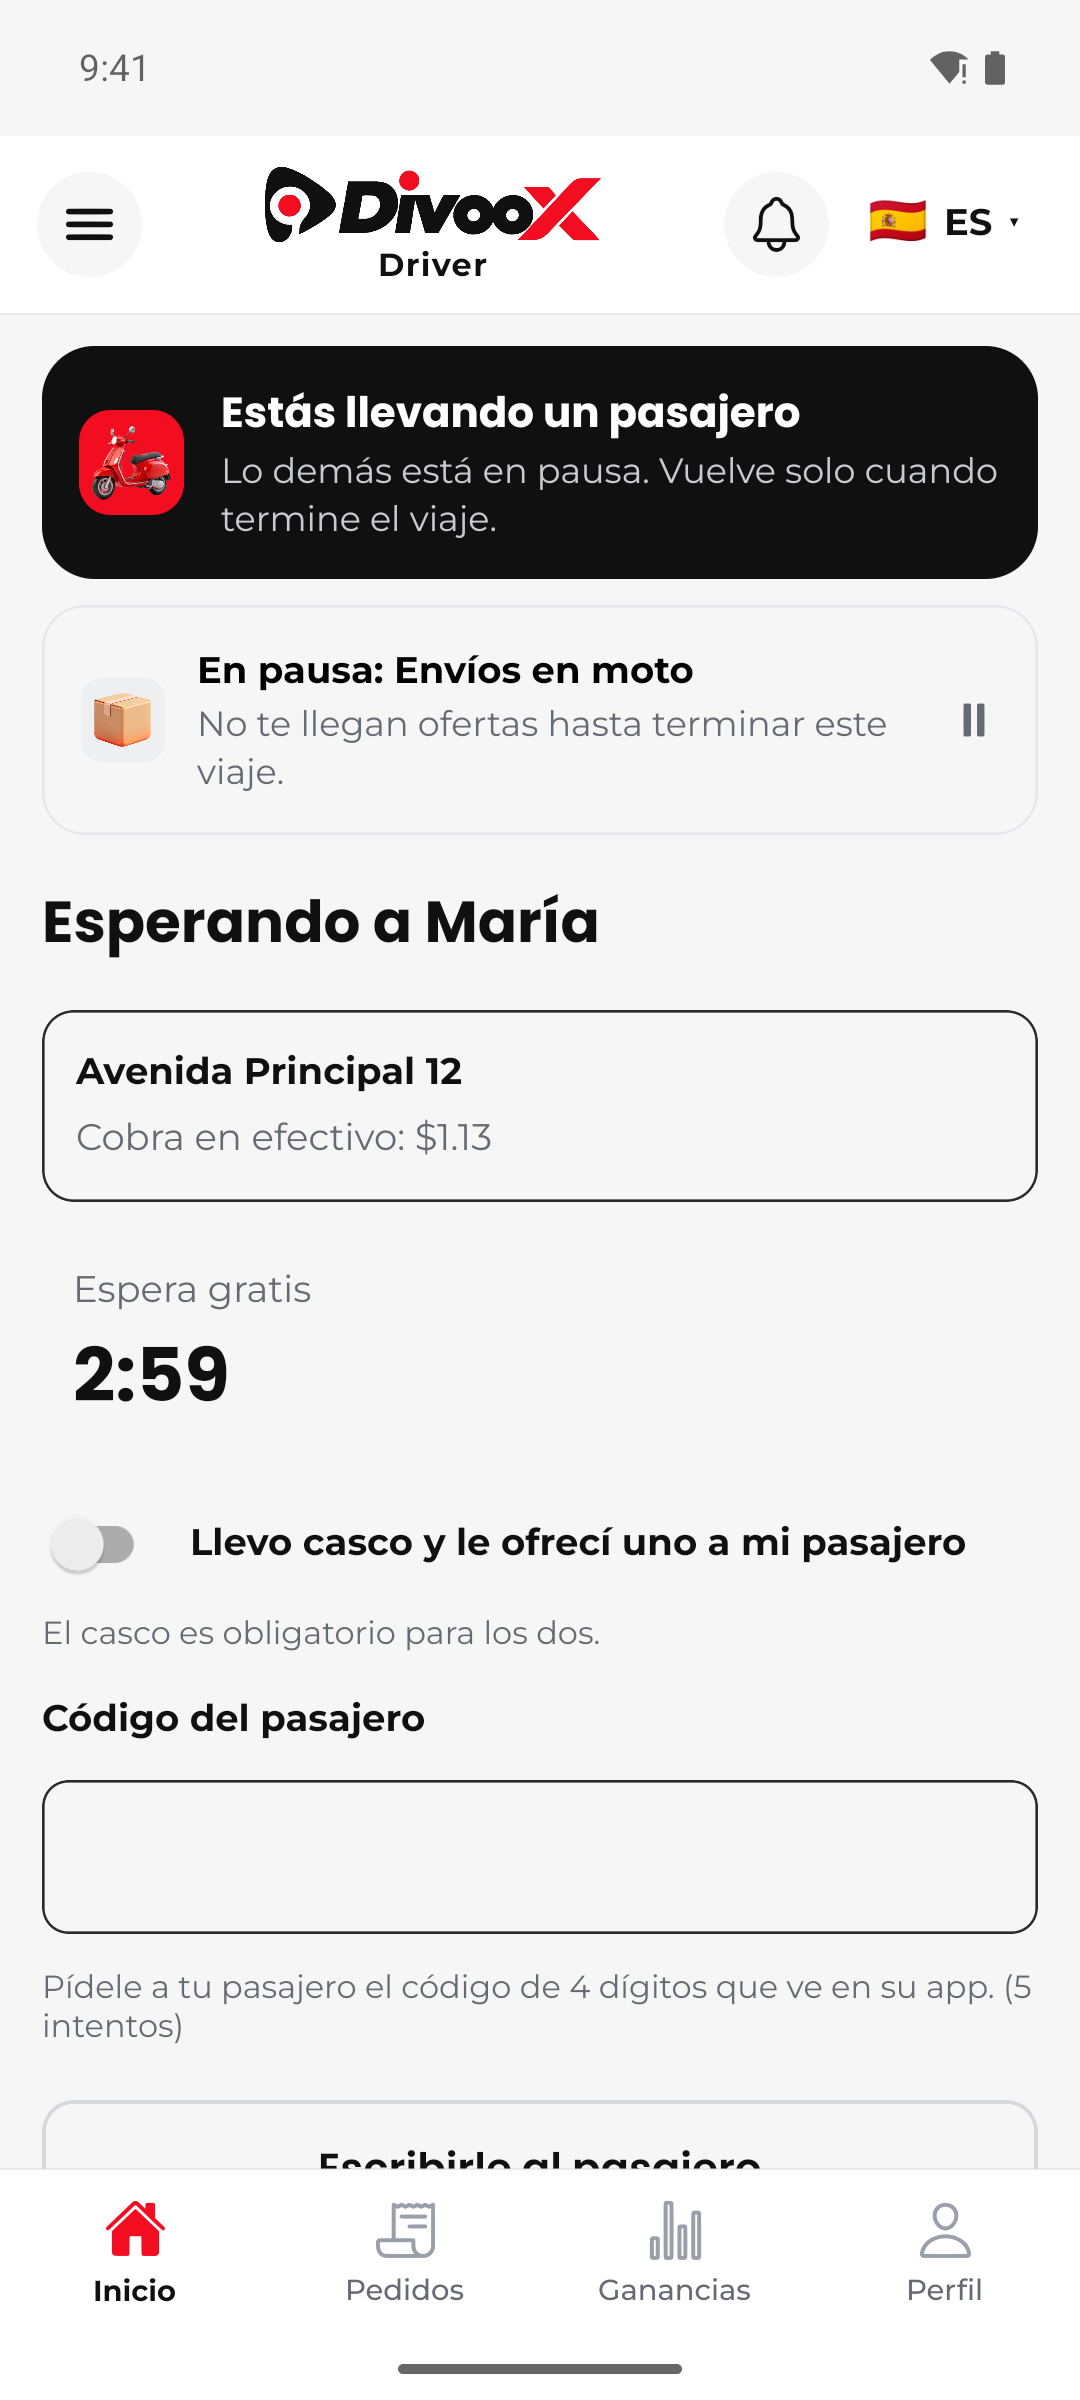 9:41
DivooX
Driver
ES
Estás llevando un pasajero
Lo demás está en pausa. Vuelve solo cuando
termine el viaje.
En pausa: Envíos en moto
No te llegan ofertas hasta terminar este
viaje.
Esperando a María
Avenida Principal 12
Cobra en efectivo: $1.13
Espera gratis
2:59
Llevo casco y le ofrecí uno a mi pasajero
El casco es obligatorio para los dos.
Código del pasajero
Pídele a tu pasajero el código de 4 dígitos que ve en su app. (5
intentos)
Escribirle al pasajero
Inicio
Pedidos
Ganancias
Perfil